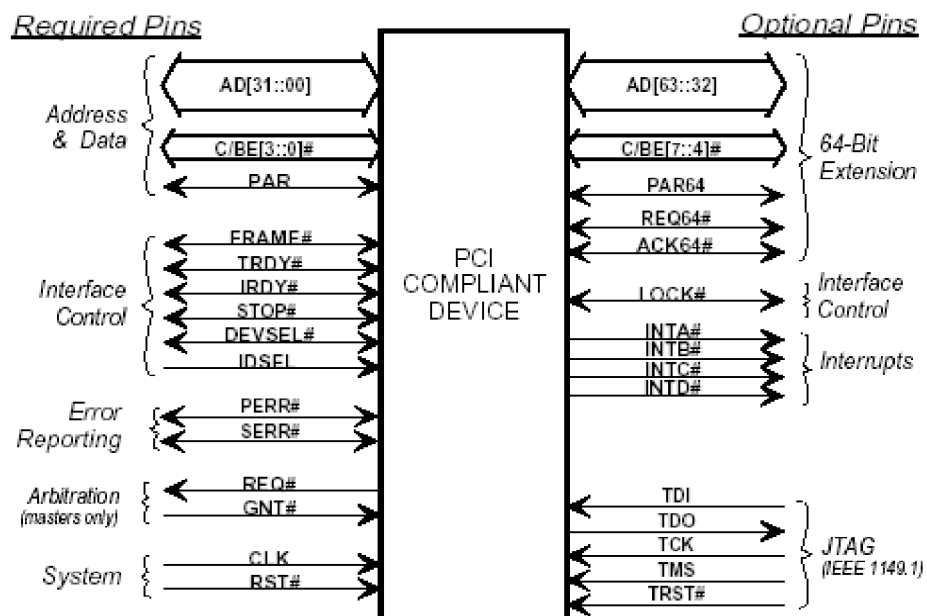 Required Pins
Optional Pins
Address
& Data
AD[31::00]
C/BE[3::0]#
PAR
Interface
Control
FRAME#
TRDY#
IRDY#
STOP#
DEVSEL#
IDSEL
Error
Reporting
PERR#
SERR#
Arbitration
(masters only)
REQ#
GNT#
System
CLK
RST#
PCI
COMPLIANT
DEVICE
AD[63::32]
C/BE[7::4]#
PAR64
REQ64#
ACK64#
64-Bit
Extension
LOCK#
Interface
Control
INTA#
INTB#
INTC#
INTD#
Interrupts
TDI
TDO
TCK
TMS
TRST#
JTAG
(IEEE 1149.1)